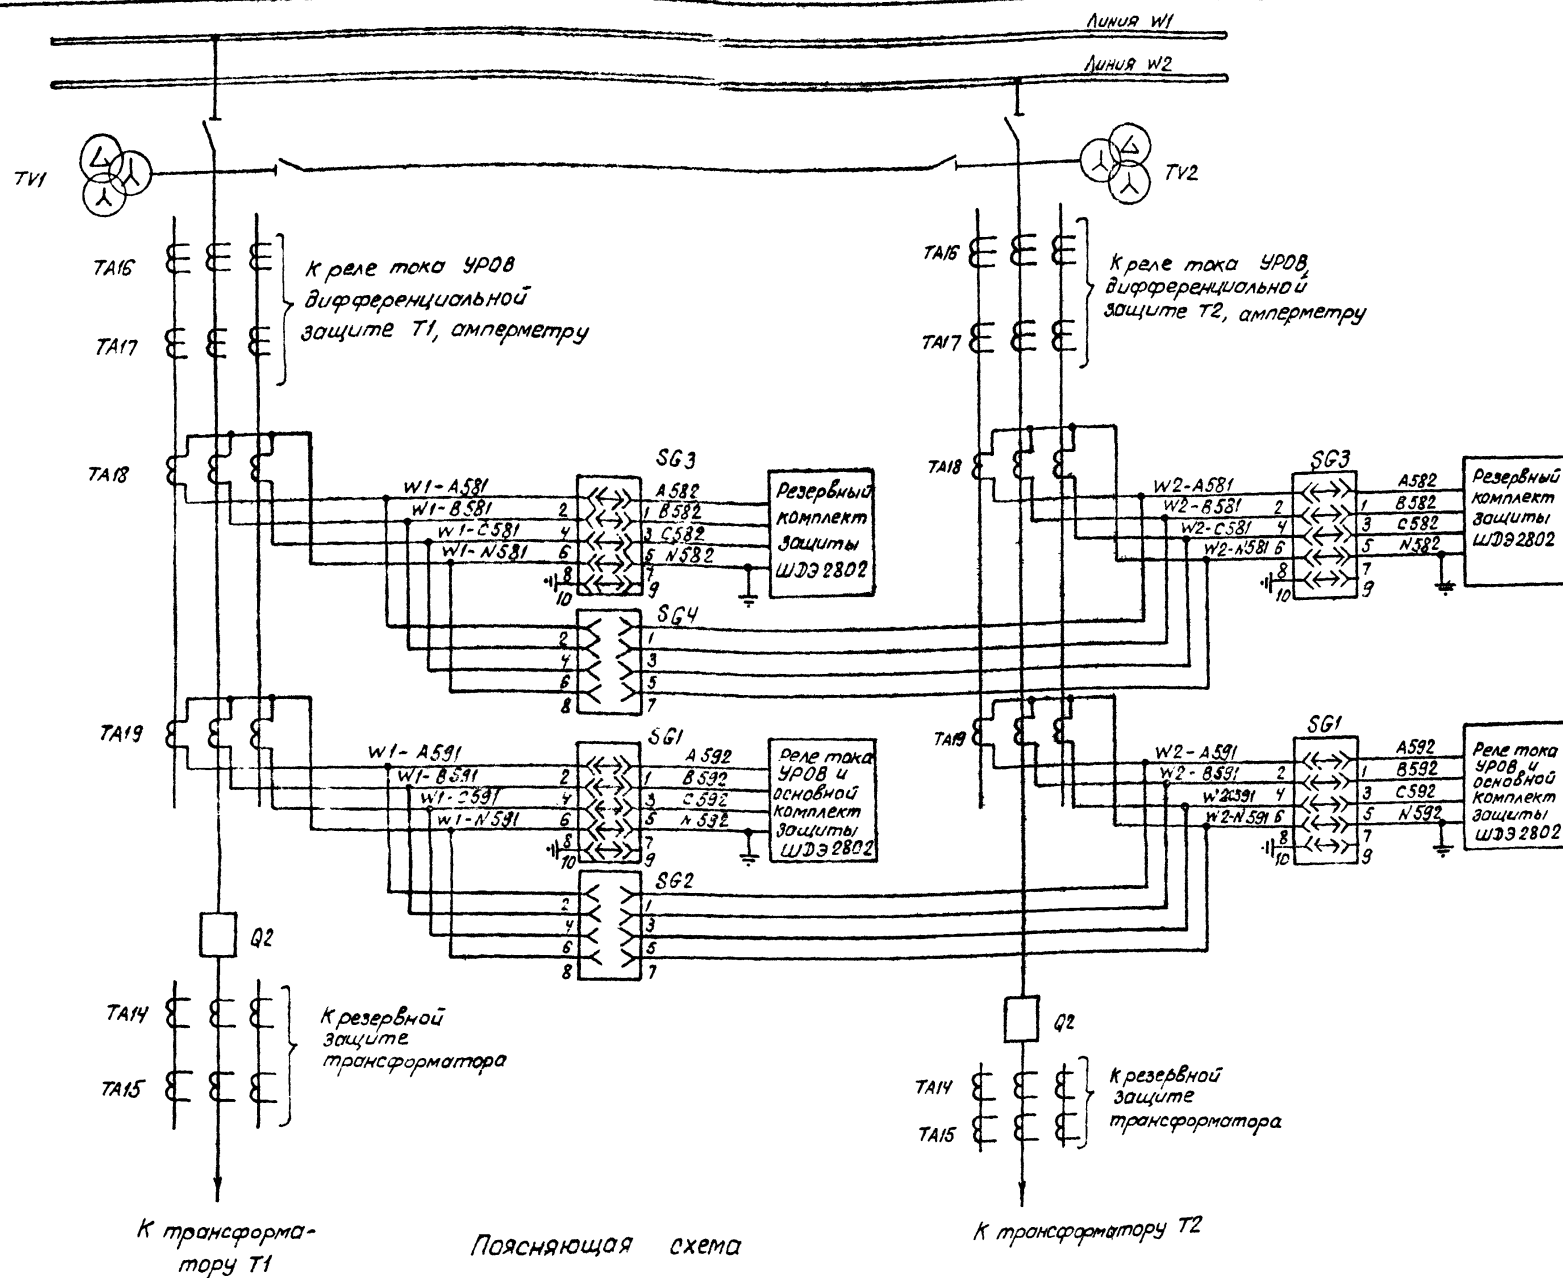 Линия W1
Линия W2
TV1
TV2
TA16
К реле тока УРОВ
дифференциальной
защите Т1, амперметру
TA17
TA16
К реле тока УРОВ,
дифференциальной
защите Т2, амперметру
TA17
TA18
W1-A581
W1-B581
W1-C581
W1-N581
SG3
2
4
6
8
10
1
3
5
7
9
A582
B582
C582
N582
Резервный
комплект
защиты
ШДЭ 2802
SG4
2
4
6
8
1
3
5
7
TA18
W2-A581
W2-B581
W2-C581
W2-N581
SG3
2
4
6
8
10
1
3
5
7
9
A582
B582
C582
N582
Резервный
комплект
защиты
ШДЭ 2802
TA19
W1-A591
W1-B591
W1-C591
W1-N591
SG1
2
4
6
8
10
1
3
5
7
9
A592
B592
C592
N592
Реле тока
УРОВ и
основной
комплект
защиты
ШДЭ 2802
SG2
2
4
6
8
1
3
5
7
TA19
W2-A591
W2-B591
W2C591
W2-N591
SG1
2
4
6
8
10
1
3
5
7
9
A592
B592
C592
N592
Реле тока
УРОВ и
основной
комплект
защиты
ШДЭ 2802
Q2
TA14
К резервной
защите
трансформатора
TA15
Q2
TA14
К резервной
защите
трансформатора
TA15
К трансформа-
тору Т1
Поясняющая схема
К трансформатору Т2